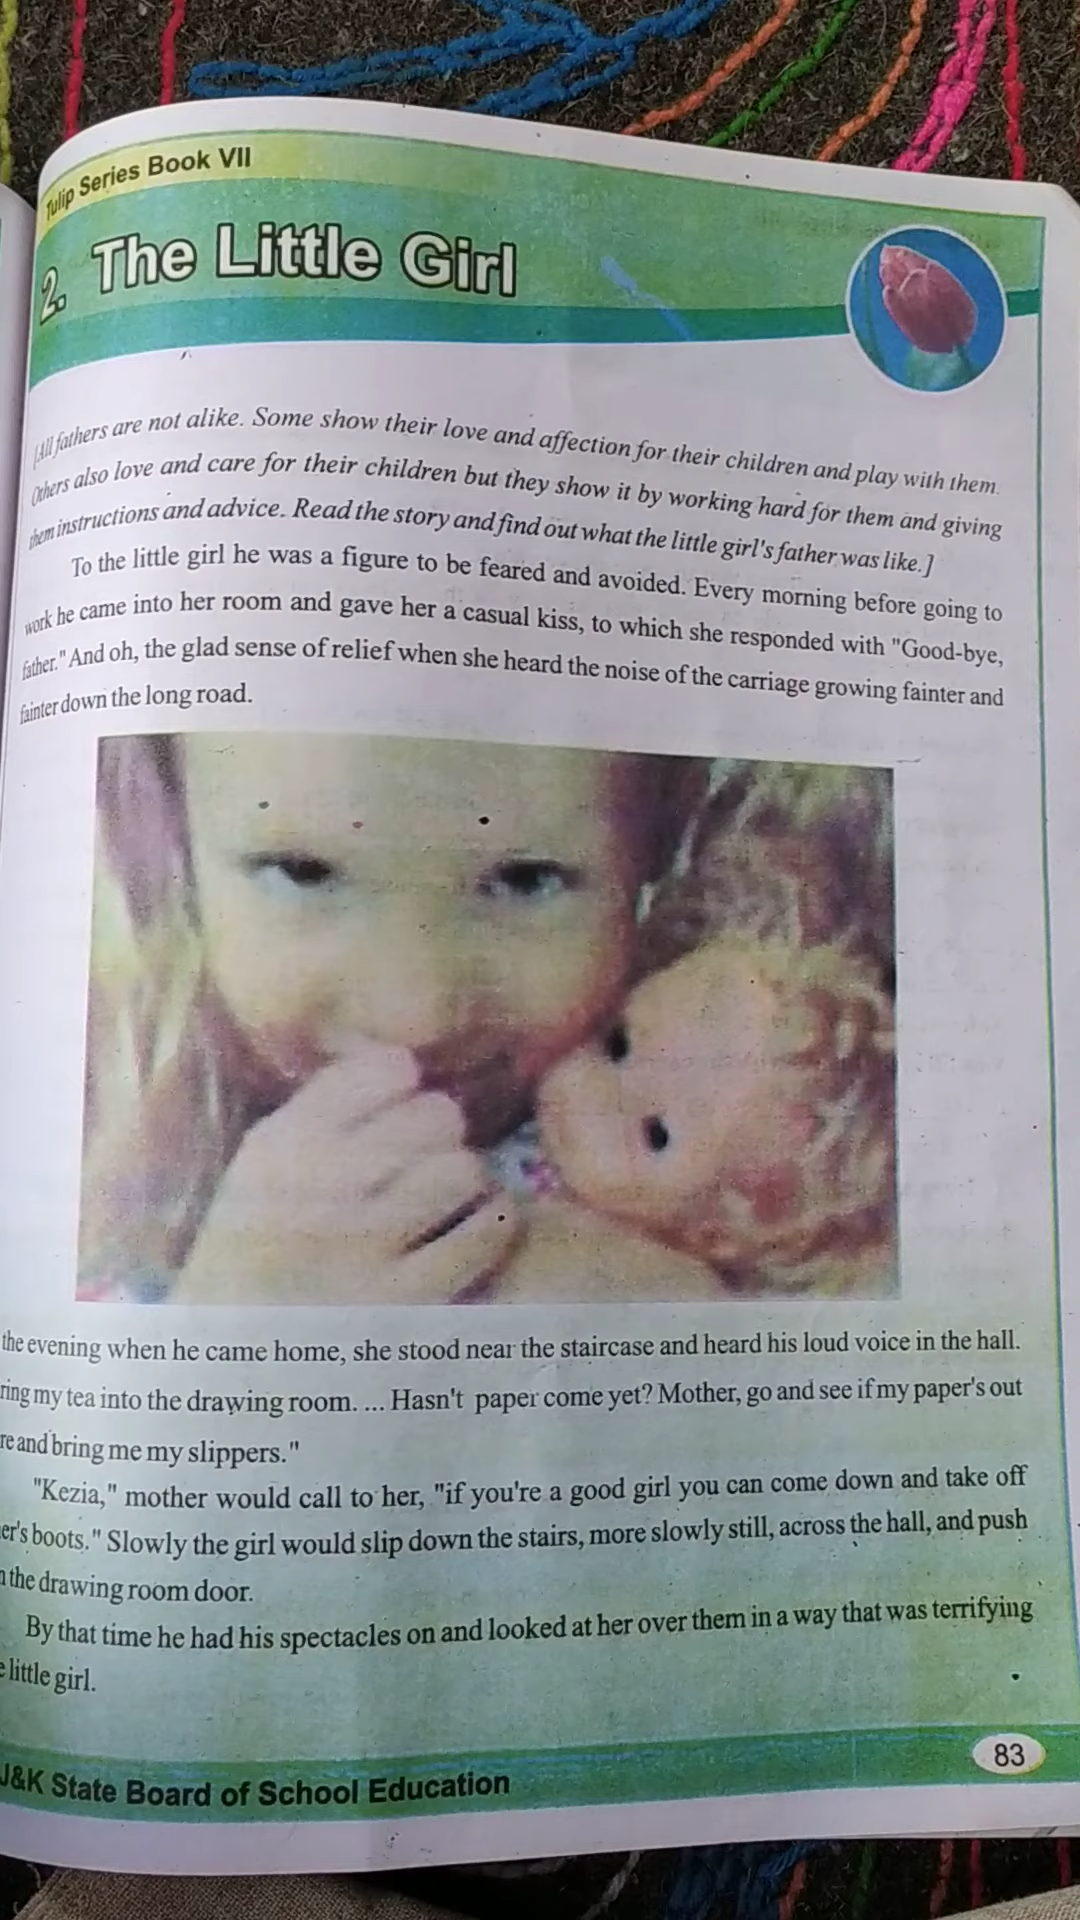 Tulip Series Book VII
2. The Little Girl
[All fathers are not alike. Some show their love and affection for their children and play with them.
Others also love and care for their children but they show it by working hard for them and giving
them instructions and advice. Read the story and find out what the little girl's father was like.]
To the little girl he was a figure to be feared and avoided. Every morning before going to
work he came into her room and gave her a casual kiss, to which she responded with "Good-bye,
father." And oh, the glad sense of relief when she heard the noise of the carriage growing fainter and
fainter down the long road.
the evening when he came home, she stood near the staircase and heard his loud voice in the hall.
ring my tea into the drawing room. ... Hasn't paper come yet? Mother, go and see if my paper's out
re and bring me my slippers."
"Kezia," mother would call to her, "if you're a good girl you can come down and take off
er's boots." Slowly the girl would slip down the stairs, more slowly still, across the hall, and push
the drawing room door.
By that time he had his spectacles on and looked at her over them in a way that was terrifying
little girl.
J&K State Board of School Education
83